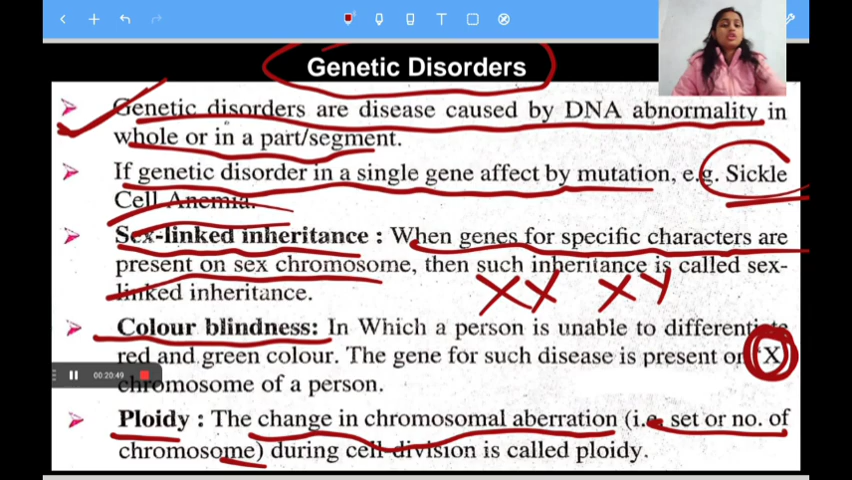 Genetic Disorders
Genetic disorders are disease caused by DNA abnormality in
whole or in a part/segment.
If genetic disorder in a single gene affect by mutation, e.g. Sickle
Cell Anemia.
Sex-linked inheritance : When genes for specific characters are
present on sex chromosome, then such inheritance is called sex-
linked inheritance.
XX XY
Colour blindness: In Which a person is unable to differentiate
red and green colour. The gene for such disease is present on 'X'
00:20:49
chromosome of a person.
Ploidy : The change in chromosomal aberration (i.e. set or no. of
chromosome) during cell division is called ploidy.